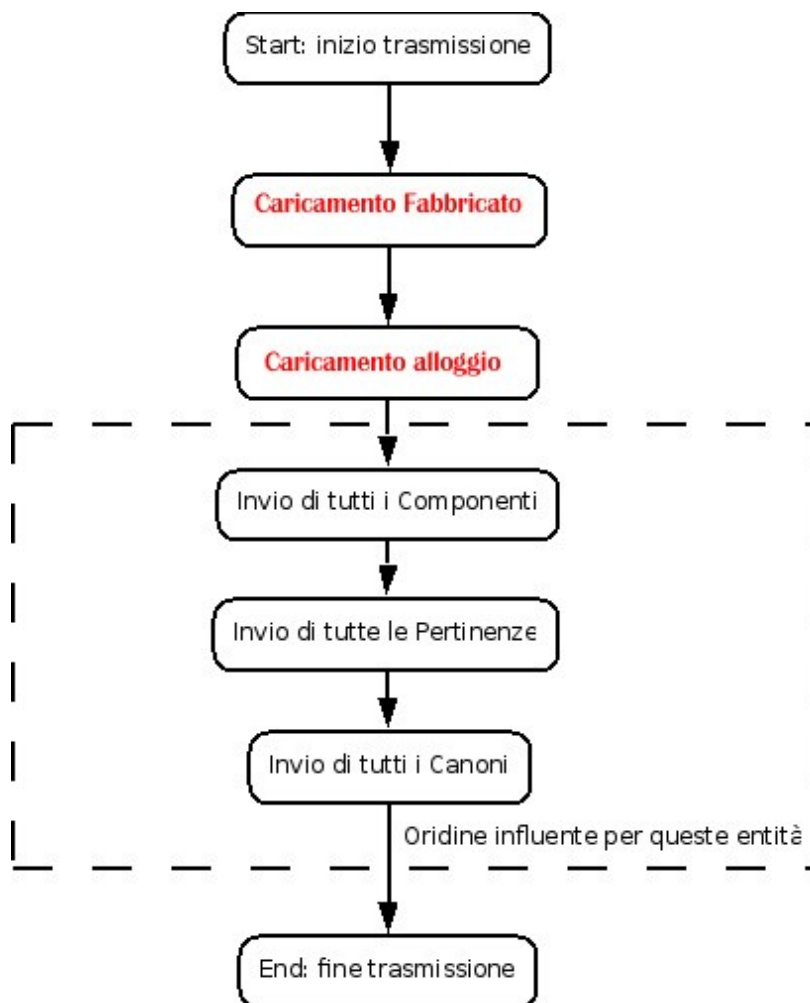 Start: inizio trasmissione
Caricamento Fabbricato
Caricamento alloggio
Invio di tutti i Componenti
Invio di tutte le Pertinenze
Invio di tutti i Canoni
Oridine influente per queste entità
End: fine trasmissione